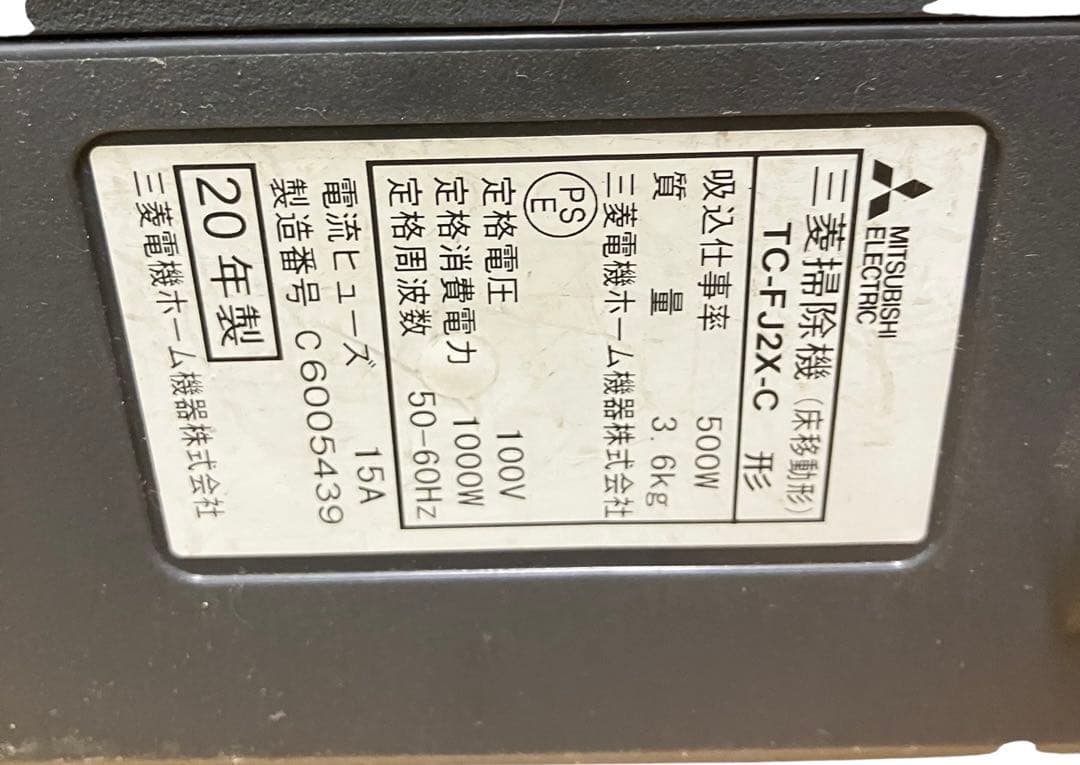 MITSUBISHI
ELECTRIC
三菱掃除機(床移動形)
TC-FJ2X-C 形
吸込仕事率 500W
質量 3.6kg
三菱電機ホーム機器株式会社
PS
E
定格電圧 100V
定格消費電力 1000W
定格周波数 50-60Hz
電流ヒューズ 15A
製造番号 C6005439
20年製
三菱電機ホーム機器株式会社